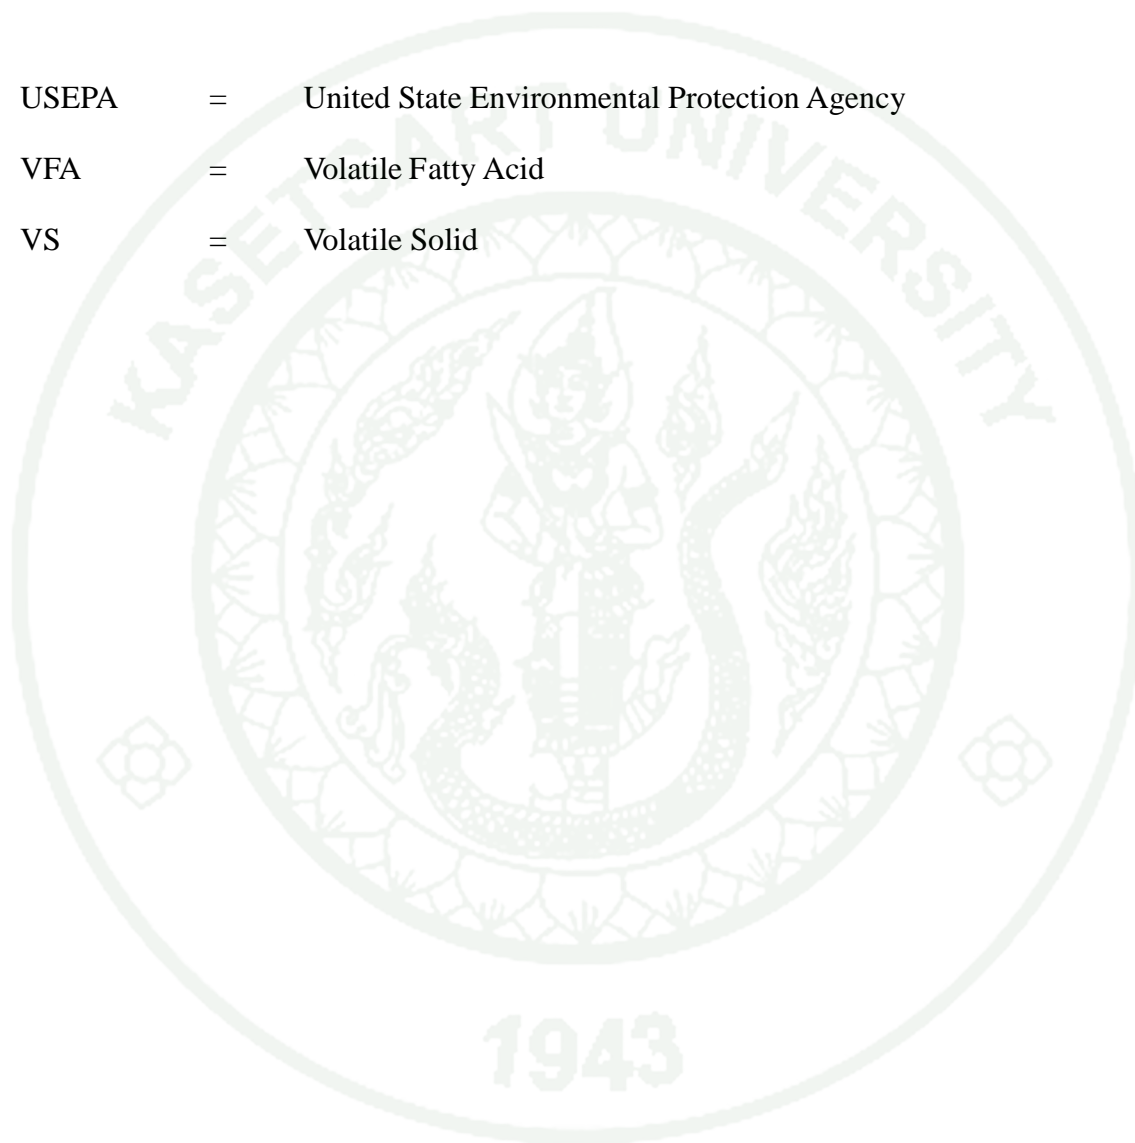 USEPA = United State Environmental Protection Agency
VFA = Volatile Fatty Acid
VS = Volatile Solid
KASETSART UNIVERSITY
1943